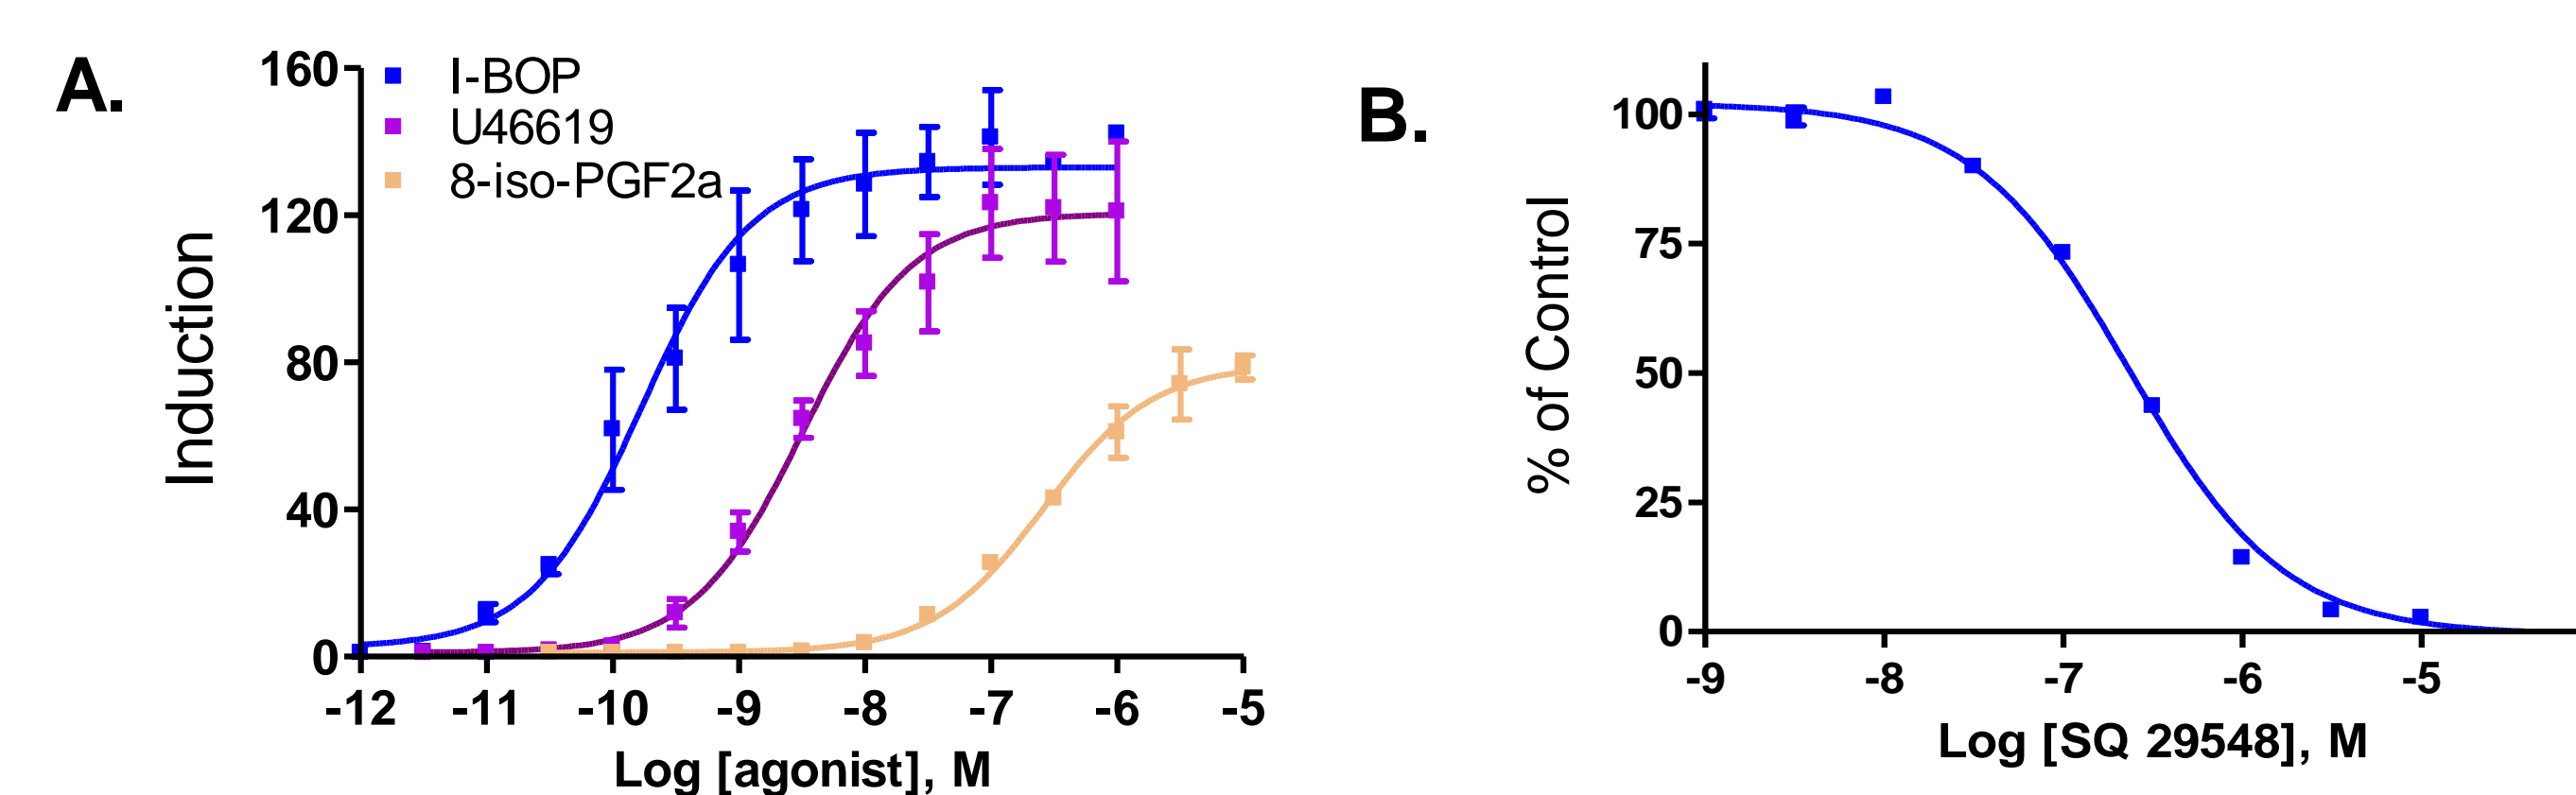 A.
160
120
80
40
0
Induction
I-BOP
U46619
8-iso-PGF2a
-12 -11 -10 -9 -8 -7 -6 -5
Log [agonist], M
B.
100
75
50
25
0
% of Control
-9 -8 -7 -6 -5
Log [SQ 29548], M